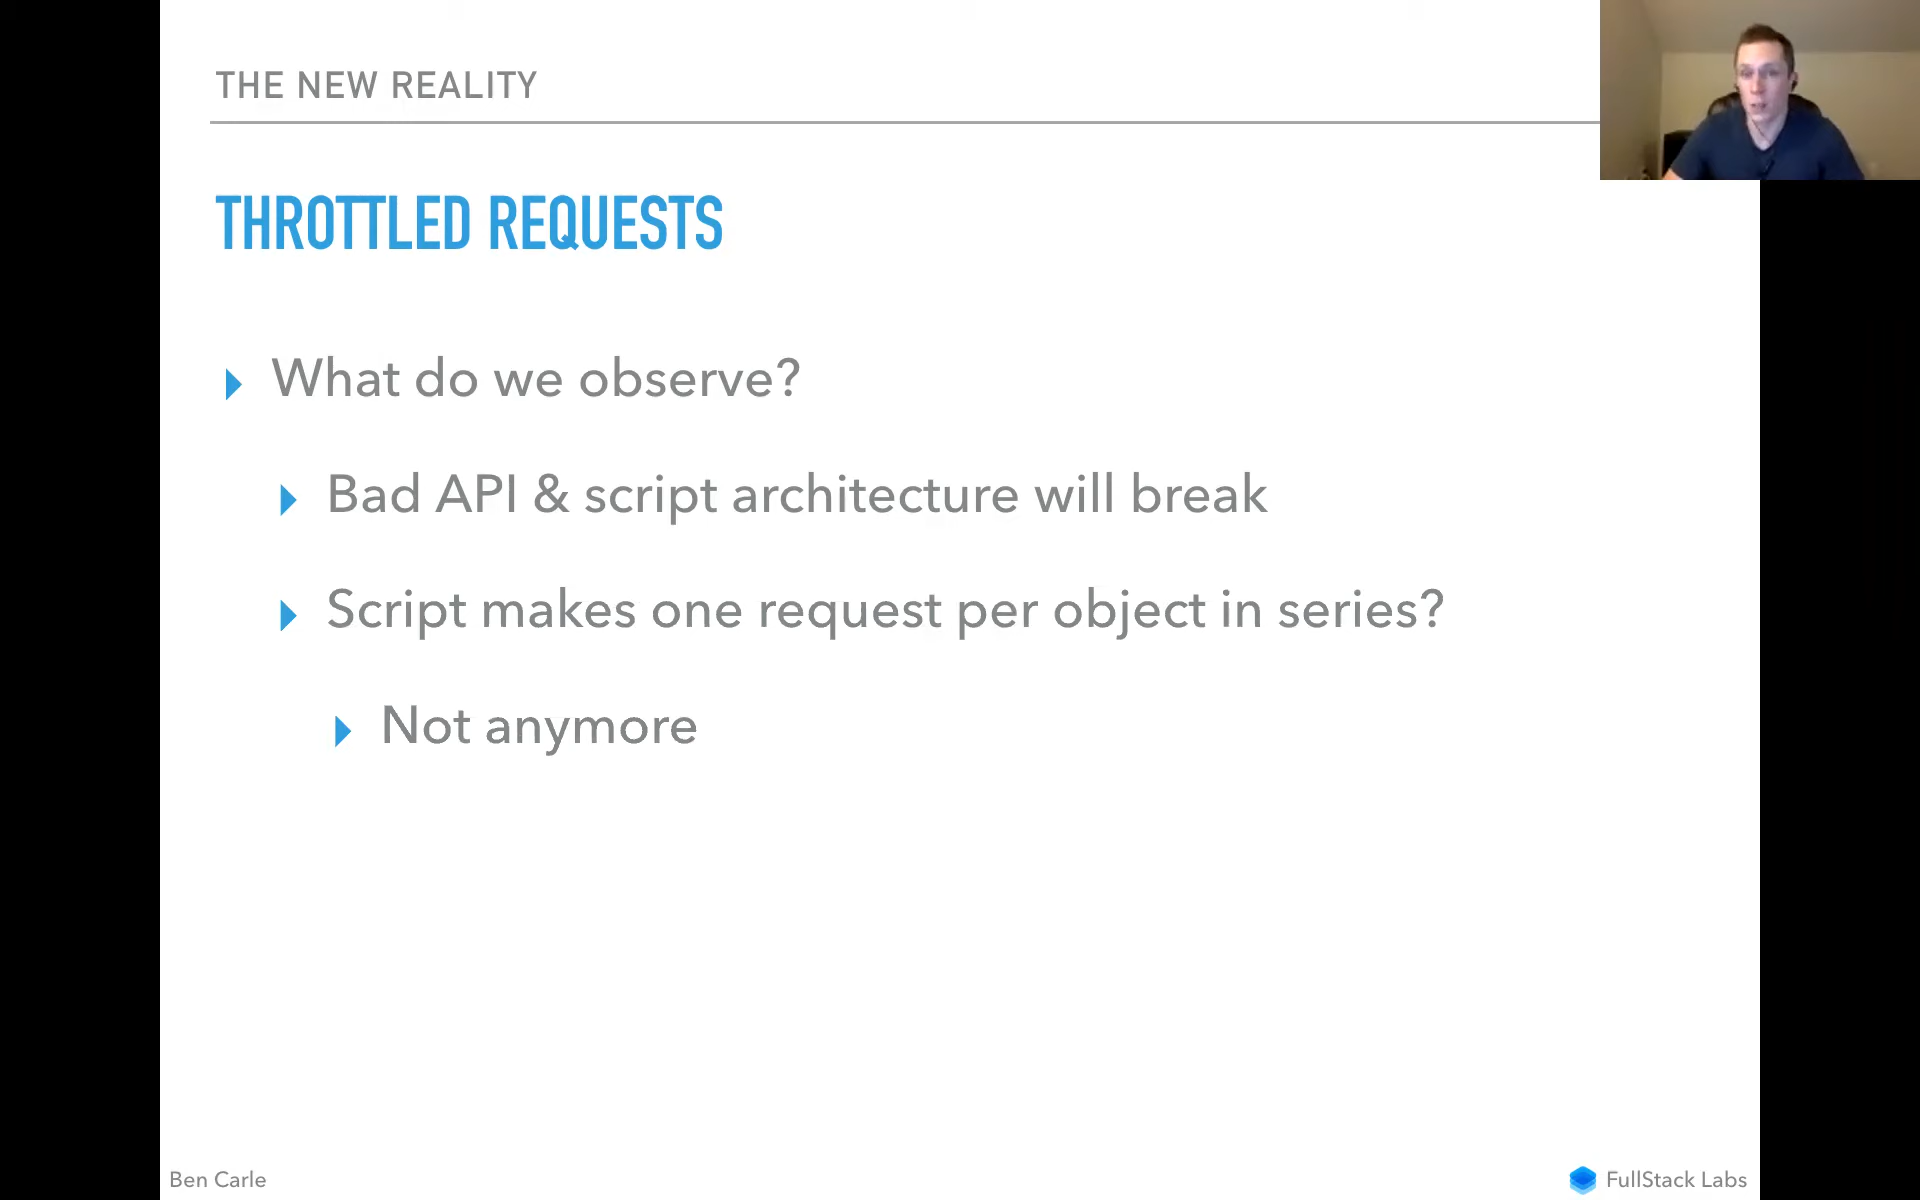 THE NEW REALITY
THROTTLED REQUESTS
What do we observe?
Bad API & script architecture will break
Script makes one request per object in series?
Not anymore
Ben Carle
FullStack Labs